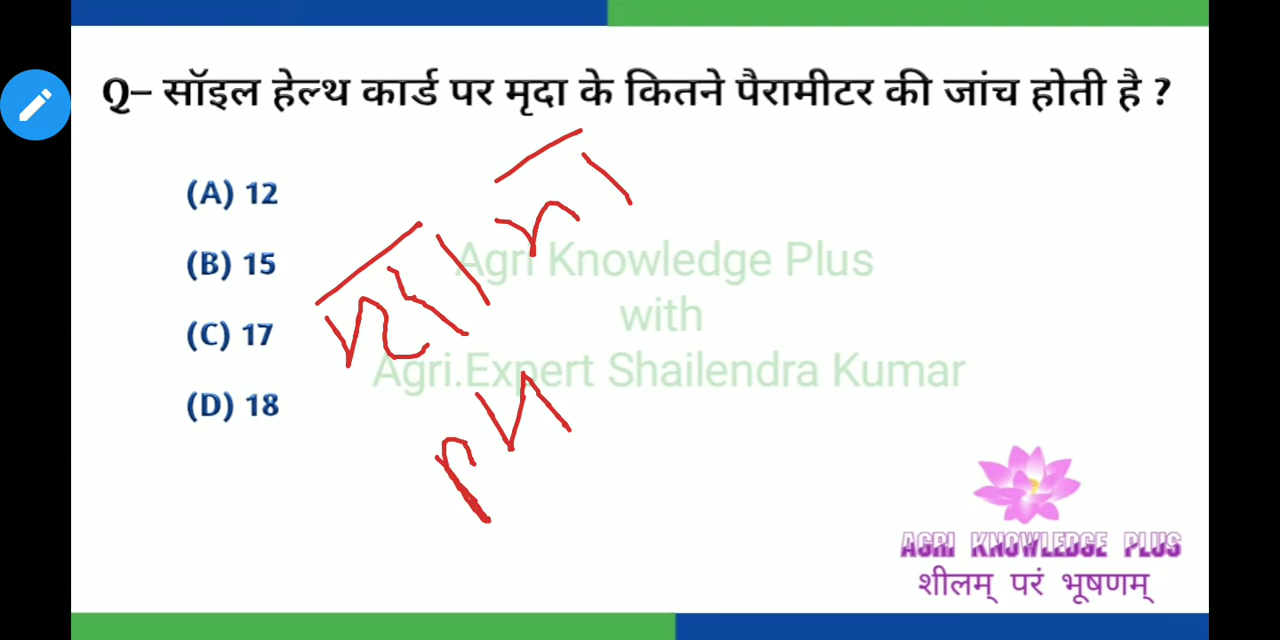 Q– सॉइल हेल्थ कार्ड पर मृदा के कितने पैरामीटर की जांच होती है ?
(A) 12
(B) 15
(C) 17
(D) 18
Agri Knowledge Plus
with
Agri.Expert Shailendra Kumar
AGRI KNOWLEDGE PLUS
शीलम् परं भूषणम्